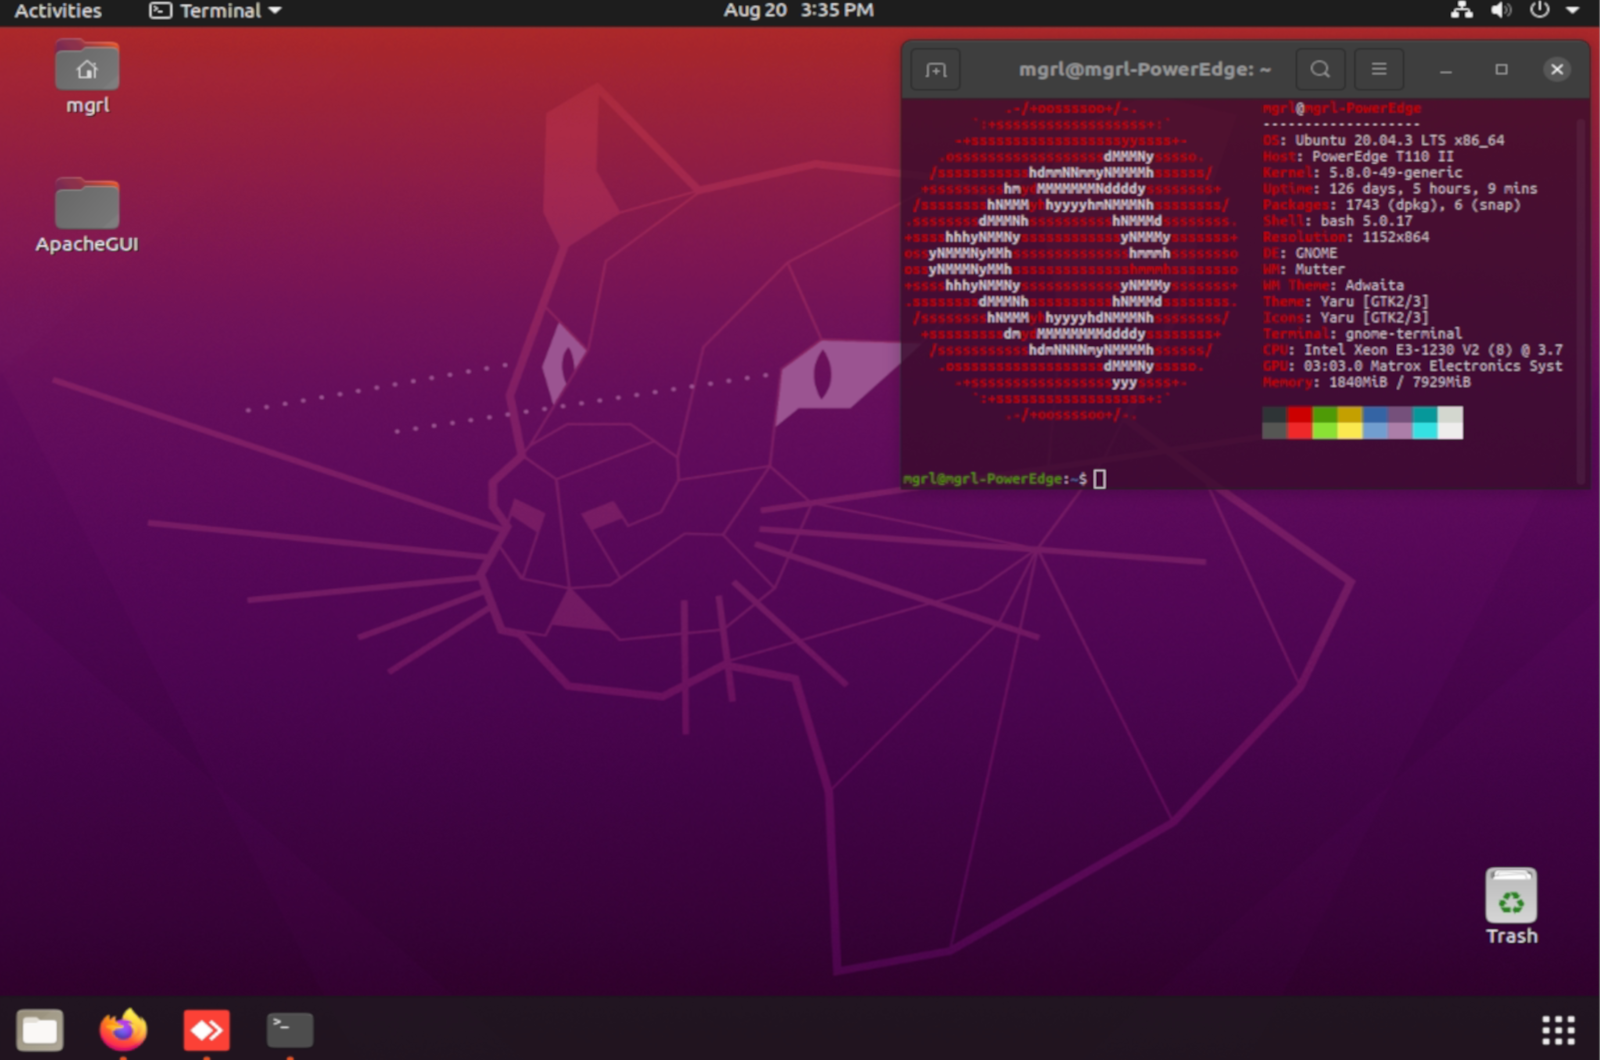 Activities
Terminal
Aug 20 3:35 PM
mgrl
ApacheGUI
mgrl@mgrl-PowerEdge: ~
.-/+oossssoo+/-.
`:+ssssssssssssssssss+:`
-+ssssssssssssssssssyyssss+-
.ossssssssssssssssssdMMMNysssso.
/ssssssssssshdmmNNmmyNMMMMhssssss/
+ssssssssshmydMMMMMMMNddddyssssssss+
/sssssssshNMMMyhhyyyyhmNMMMNhssssssss/
.ssssssssdMMMNhsssssssssshNMMMdssssssss.
+sssshhhyNMMNyssssssssssssyNMMMysssssss+
ossyNMMMNyMMhsssssssssssssshmmmhssssssso
ossyNMMMNyMMhsssssssssssssshmmmhssssssso
+sssshhhyNMMNyssssssssssssyNMMMysssssss+
.ssssssssdMMMNhsssssssssshNMMMdssssssss.
/sssssssshNMMMyhhyyyyhdNMMMNhssssssss/
+sssssssssdmydMMMMMMMMddddyssssssss+
/ssssssssssshdmNNNNmyNMMMMhssssss/
.ossssssssssssssssssdMMMNysssso.
-+sssssssssssssssssyyyssss+-
`:+ssssssssssssssssss+:`
.-/+oossssoo+/-.
mgrl@mgrl-PowerEdge
-------------------
OS: Ubuntu 20.04.3 LTS x86_64
Host: PowerEdge T110 II
Kernel: 5.8.0-49-generic
Uptime: 126 days, 5 hours, 9 mins
Packages: 1743 (dpkg), 6 (snap)
Shell: bash 5.0.17
Resolution: 1152x864
DE: GNOME
WM: Mutter
WM Theme: Adwaita
Theme: Yaru [GTK2/3]
Icons: Yaru [GTK2/3]
Terminal: gnome-terminal
CPU: Intel Xeon E3-1230 V2 (8) @ 3.7
GPU: 03:03.0 Matrox Electronics Syst
Memory: 1840MiB / 7929MiB
mgrl@mgrl-PowerEdge:~$
Trash